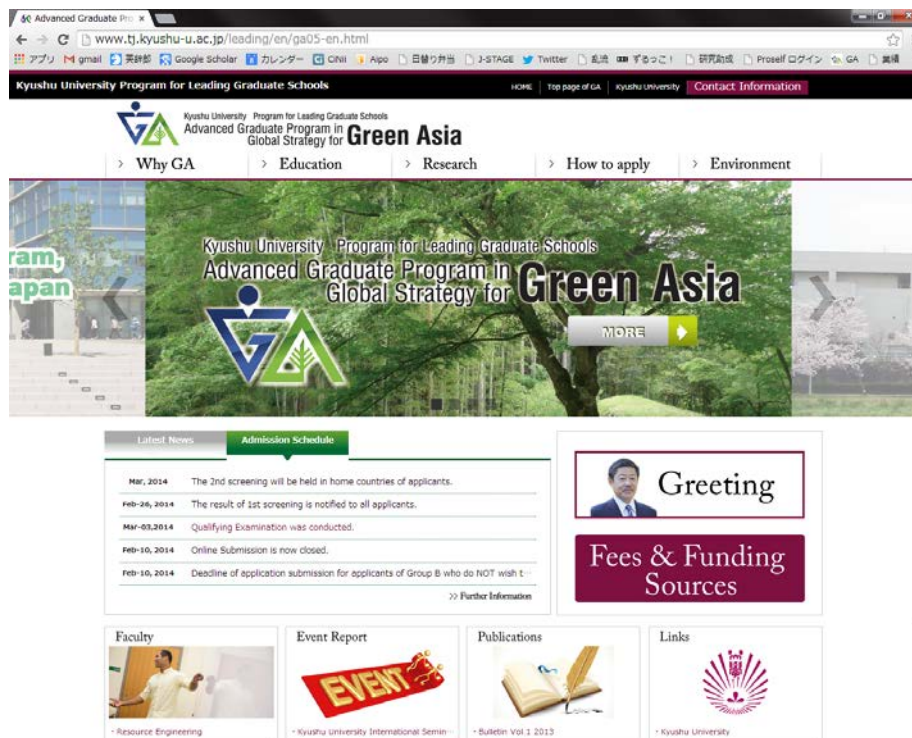 Advanced Graduate Pro
www.tj.kyushu-u.ac.jp/leading/en/ga05-en.html
アプリ gmail 英辞郎 Google Scholar カレンダー CiNii Aipo 日替り弁当 J-STAGE Twitter 乱流 ずるっこ! 研究助成 Proself ログイン GA 業績
Kyushu University Program for Leading Graduate Schools
HOME Top page of GA Kyushu University Contact Information
Kyushu University Program for Leading Graduate Schools
Advanced Graduate Program in
Global Strategy for Green Asia
> Why GA > Education > Research > How to apply > Environment
ram,
apan
Kyushu University Program for Leading Graduate Schools
Advanced Graduate Program in
Global Strategy for Green Asia
MORE
Latest News Admission Schedule
Mar, 2014 The 2nd screening will be held in home countries of applicants.
Feb-26, 2014 The result of 1st screening is notified to all applicants.
Mar-03,2014 Qualifying Examination was conducted.
Feb-10, 2014 Online Submission is now closed.
Feb-10, 2014 Deadline of application submission for applicants of Group B who do NOT wish t…
>> Further Information
Greeting
Fees & Funding
Sources
Faculty Event Report Publications Links
EVENT
・Resource Engineering ・Kyushu University International Semin… ・Bulletin Vol.1 2013 ・Kyushu University